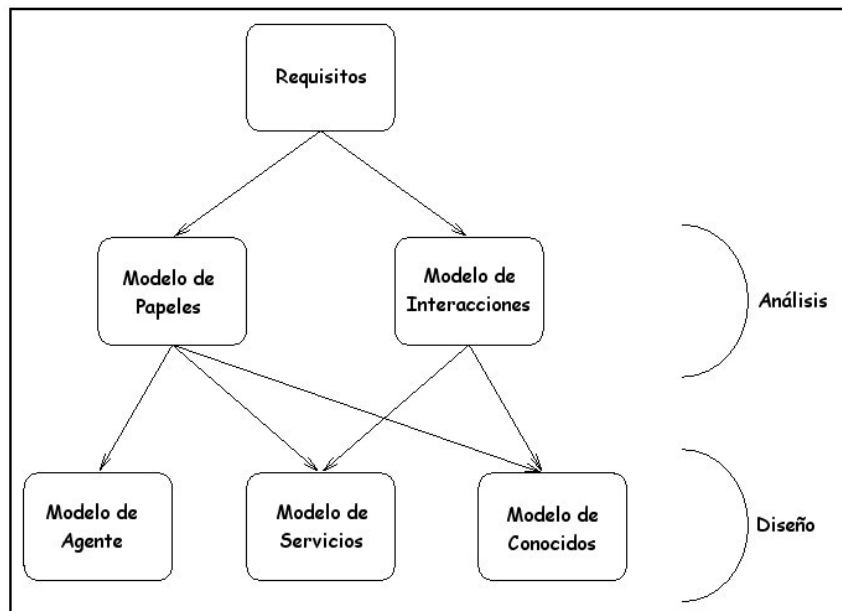 Requisitos
Modelo de
Papeles
Modelo de
Interacciones
Análisis
Modelo de
Agente
Modelo de
Servicios
Modelo de
Conocidos
Diseño